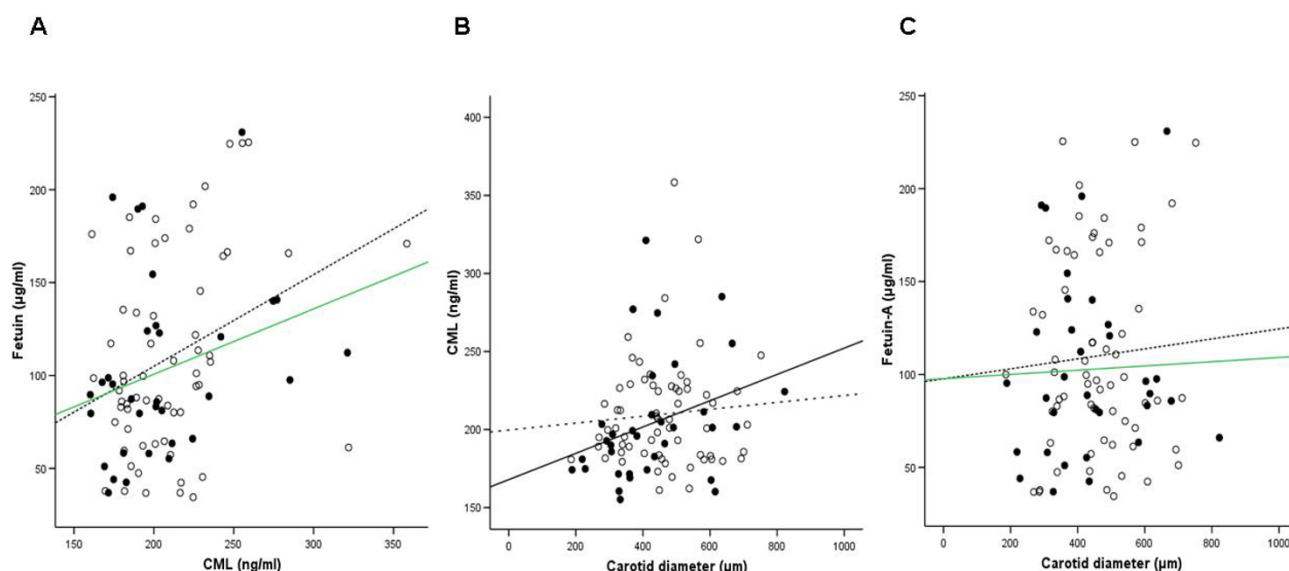 A
B
C
250
200
150
100
50
Fetuin (µg/ml)
150 200 250 300 350
CML (ng/ml)
400
350
300
250
200
150
CML (ng/ml)
0 200 400 600 800 1000
Carotid diameter (µm)
250
200
150
100
50
Fetuin-A (µg/ml)
0 200 400 600 800 1000
Carotid diameter (µm)